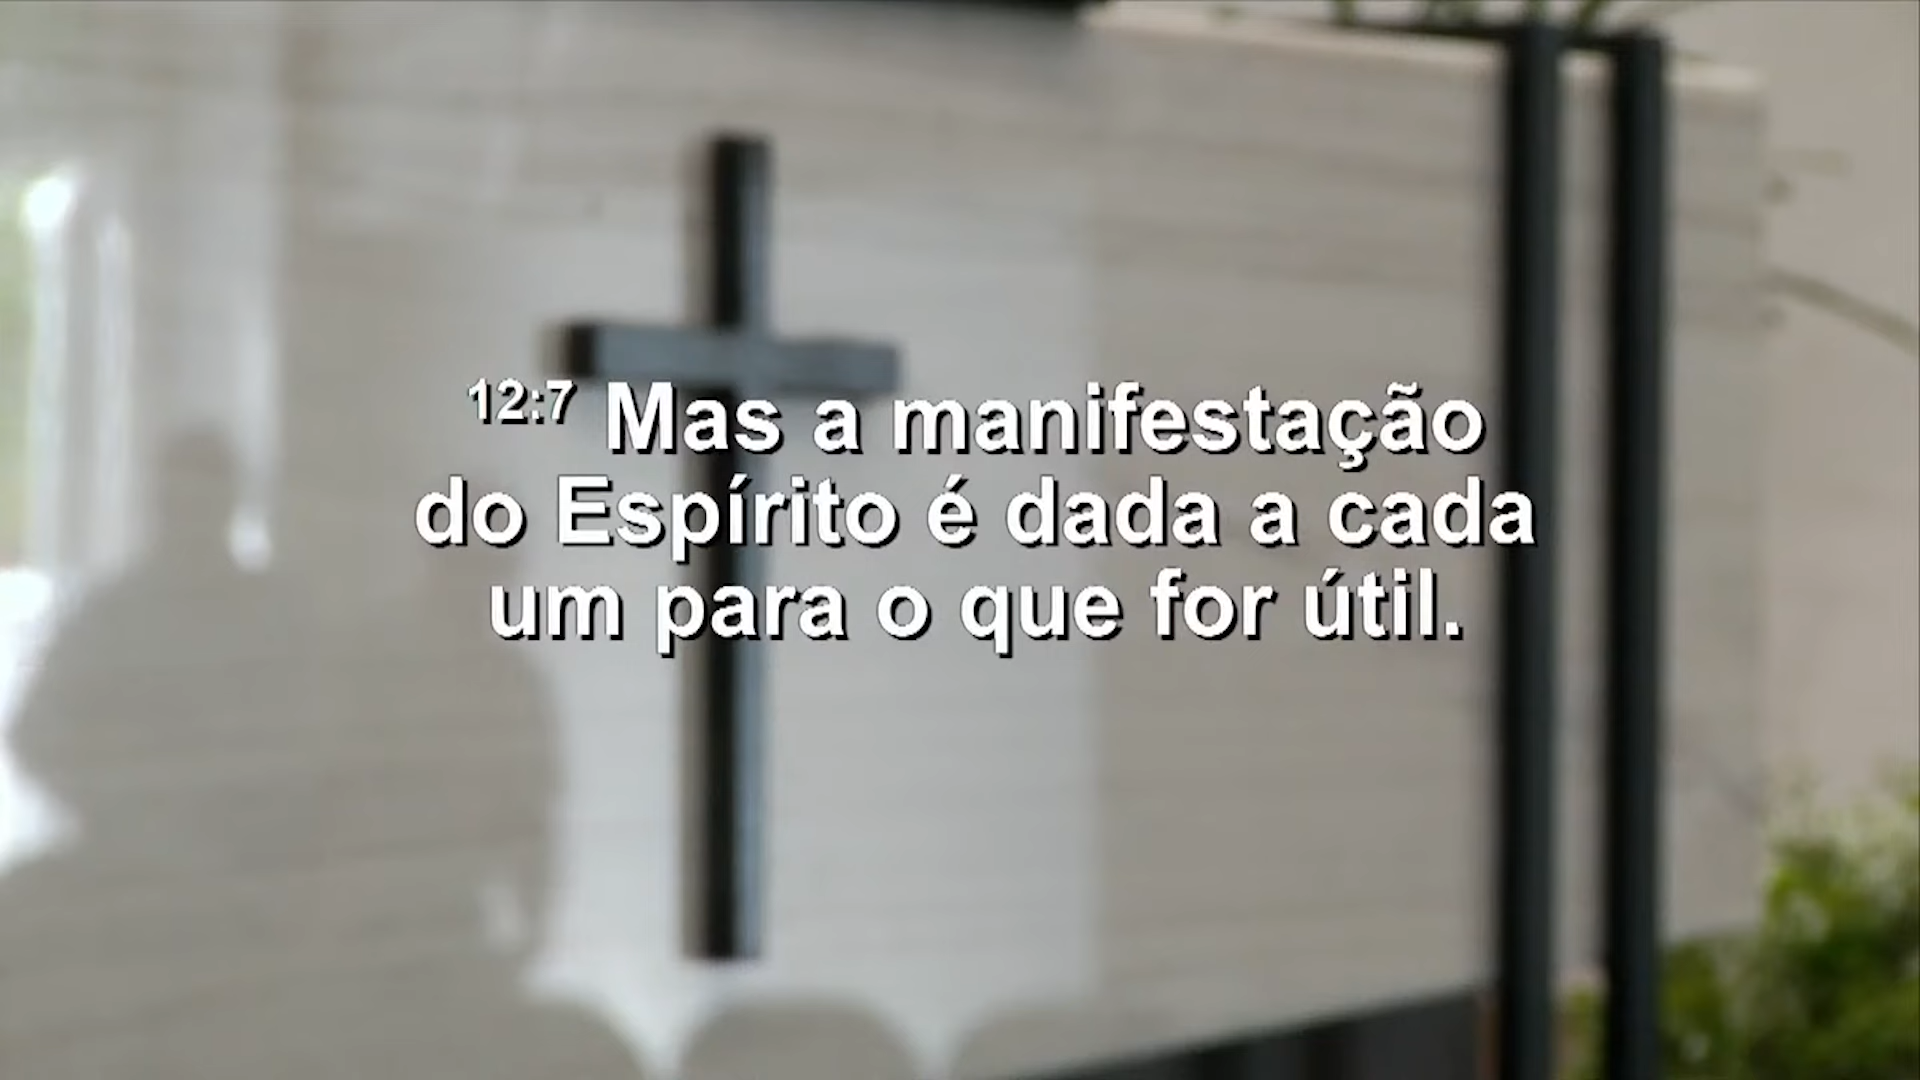 12:7 Mas a manifestação
do Espírito é dada a cada
um para o que for útil.